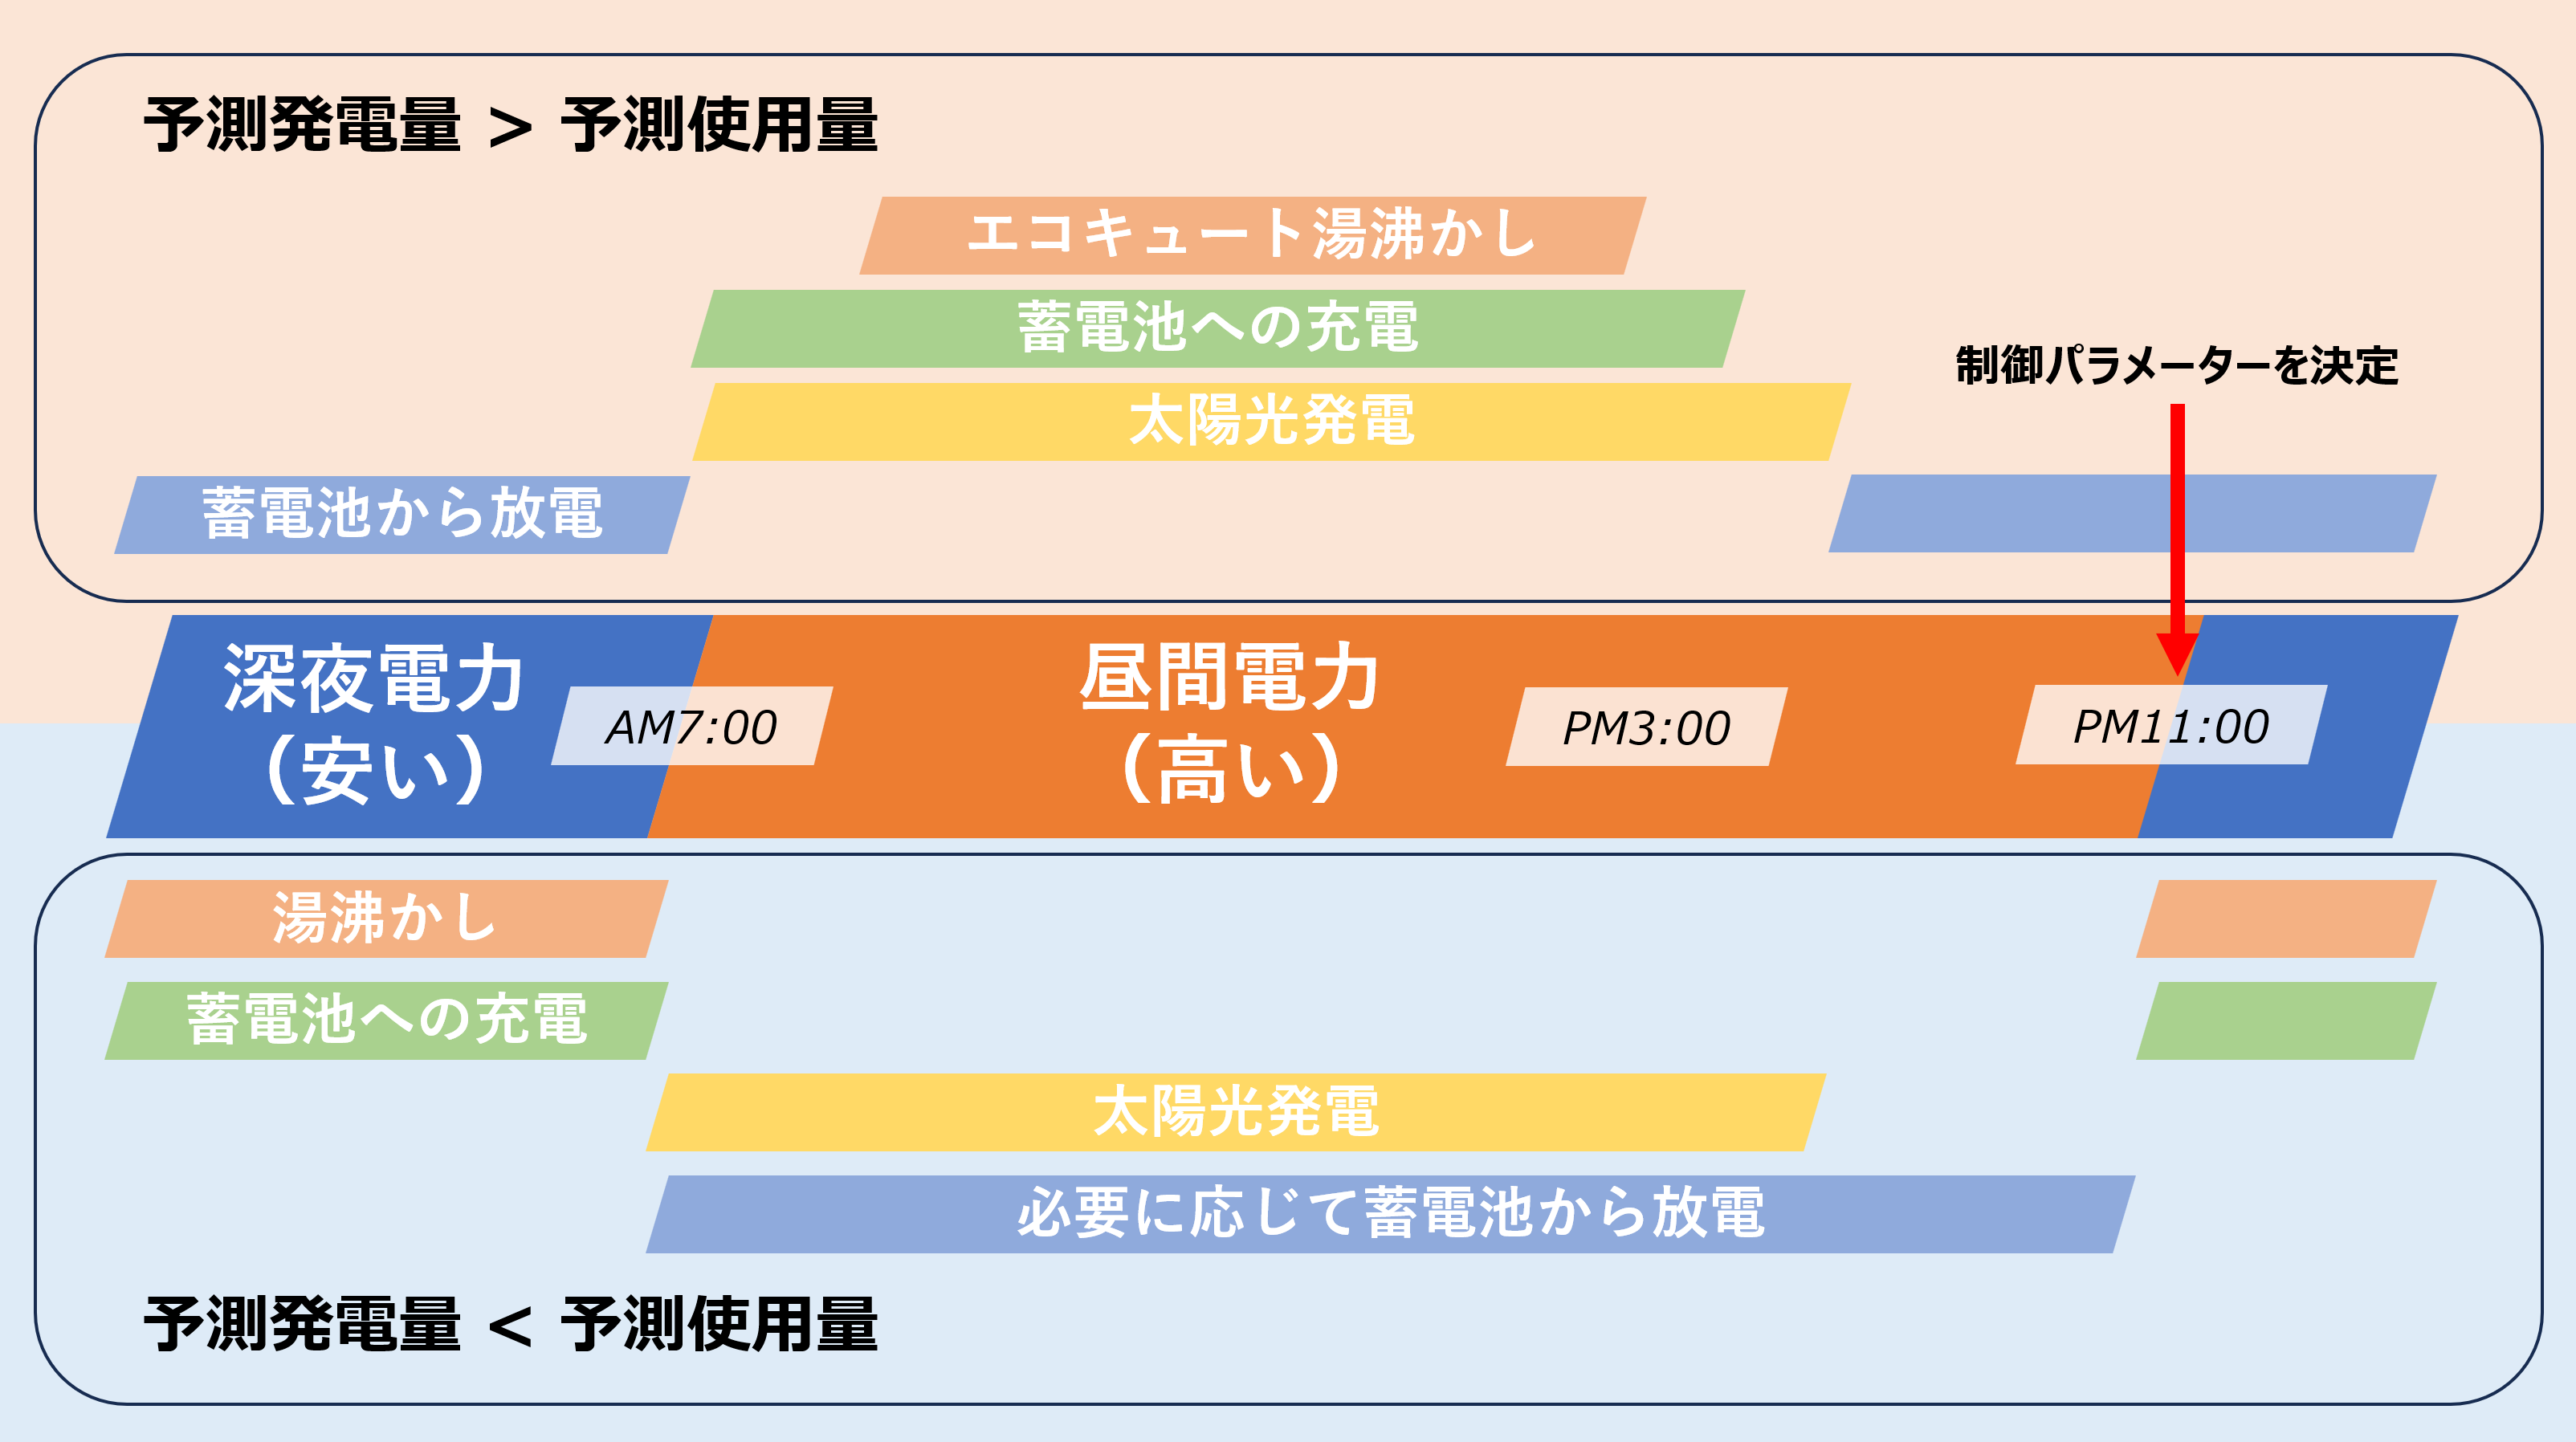 予測発電量 > 予測使用量
エコキュート湯沸かし
蓄電池への充電
太陽光発電
制御パラメーターを決定
蓄電池から放電
深夜電力
（安い）
AM7:00
昼間電力
（高い）
PM3:00
PM11:00
湯沸かし
蓄電池への充電
太陽光発電
必要に応じて蓄電池から放電
予測発電量 < 予測使用量